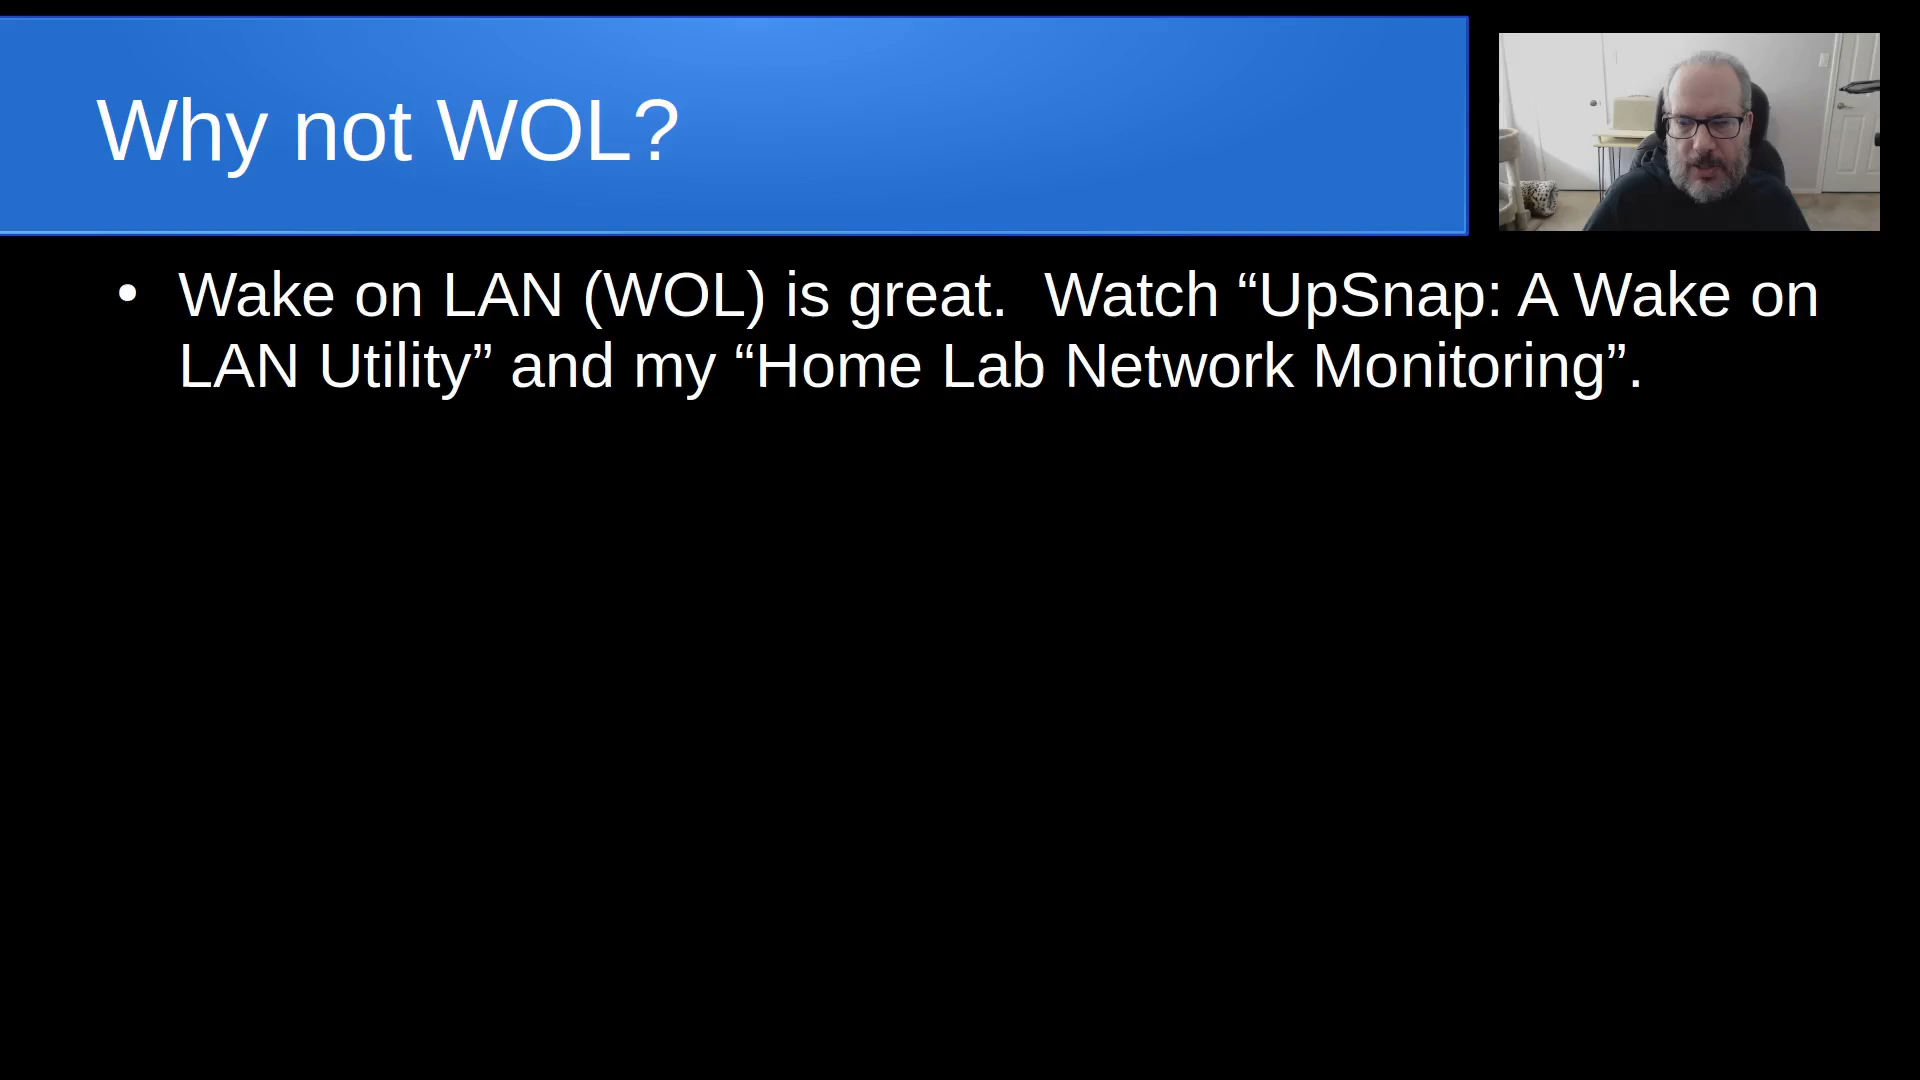 Why not WOL?
• Wake on LAN (WOL) is great.  Watch “UpSnap: A Wake on
LAN Utility” and my “Home Lab Network Monitoring”.